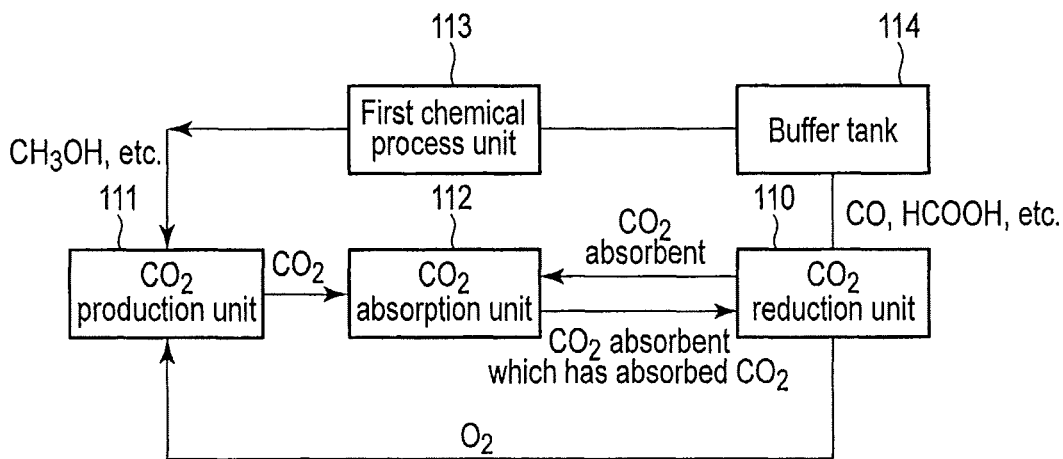 113
114
First chemical
process unit
Buffer tank
CH₃OH, etc.
111
112
110
CO, HCOOH, etc.
CO₂
production unit
CO₂
CO₂
absorption unit
CO₂
absorbent
CO₂
reduction unit
CO₂ absorbent
which has absorbed CO₂
O₂